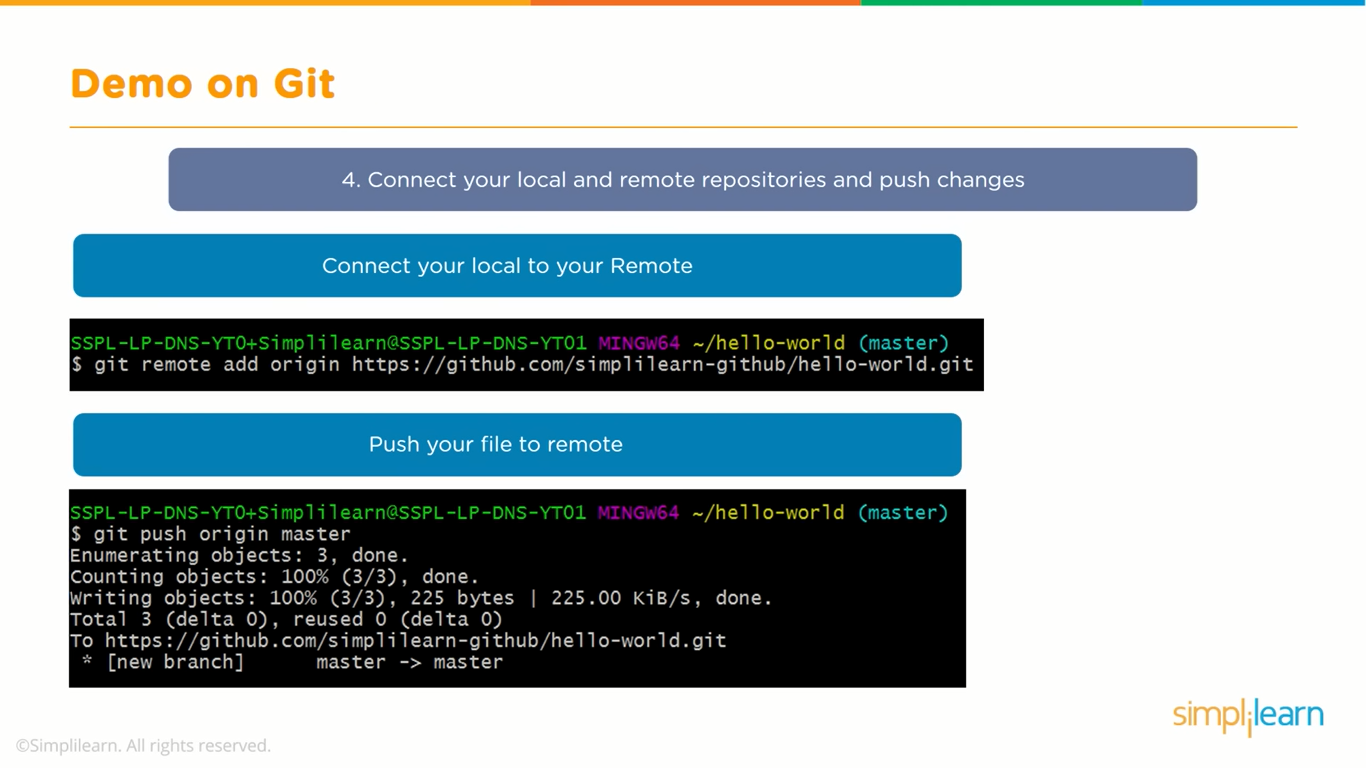 Demo on Git
4. Connect your local and remote repositories and push changes
Connect your local to your Remote
SSPL-LP-DNS-YT0+Simplilearn@SSPL-LP-DNS-YT01 MINGW64 ~/hello-world (master)
$ git remote add origin https://github.com/simplilearn-github/hello-world.git
Push your file to remote
SSPL-LP-DNS-YT0+Simplilearn@SSPL-LP-DNS-YT01 MINGW64 ~/hello-world (master)
$ git push origin master
Enumerating objects: 3, done.
Counting objects: 100% (3/3), done.
Writing objects: 100% (3/3), 225 bytes | 225.00 KiB/s, done.
Total 3 (delta 0), reused 0 (delta 0)
To https://github.com/simplilearn-github/hello-world.git
 * [new branch]      master -> master
simplilearn
©Simplilearn. All rights reserved.